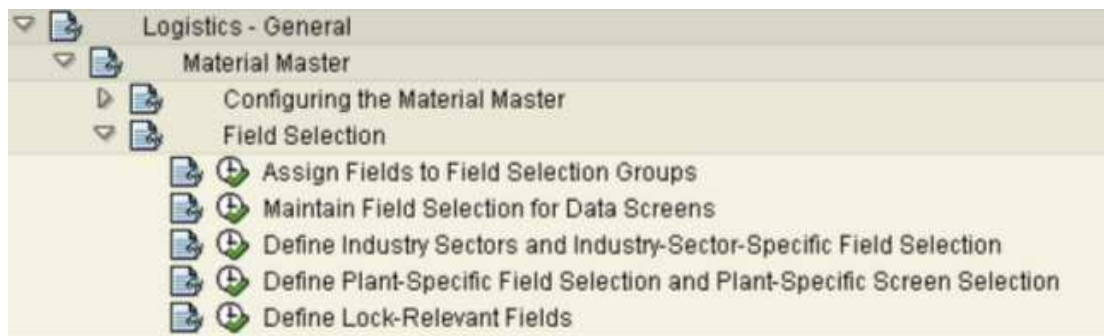 Logistics - General
Material Master
Configuring the Material Master
Field Selection
Assign Fields to Field Selection Groups
Maintain Field Selection for Data Screens
Define Industry Sectors and Industry-Sector-Specific Field Selection
Define Plant-Specific Field Selection and Plant-Specific Screen Selection
Define Lock-Relevant Fields